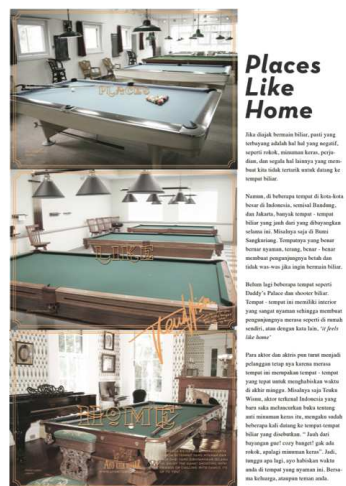 PLACES
LIKE
HOME
Places
Like
Home
Jika diajak bermain biliar, pasti yang
terbayang adalah hal hal yang negatif,
seperti rokok, minuman keras, perju-
dian, dan segala hal lainnya yang mem-
buat kita tidak tertarik untuk datang ke
tempat biliar.
Namun, di beberapa tempat di kota-kota
besar di Indonesia, semisal Bandung,
dan Jakarta, banyak tempat - tempat
biliar yang jauh dari yang dibayangkan
selama ini. Misalnya saja di Bumi
Sangkuriang. Tempatnya yang benar
benar nyaman, terang, benar - benar
membuat pengunjungnya betah dan
tidak was-was jika ingin bermain biliar.
Belum lagi beberapa tempat seperti
Daddy's Palace dan shooter biliar.
Tempat - tempat ini memiliki interior
yang sangat nyaman sehingga membuat
pengunjungnya merasa seperti di rumah
sendiri, atau dengan kata lain, 'it feels
like home'
Para aktor dan aktris pun turut menjadi
pelanggan tetap nya karena merasa
tempat ini merupakan tempat - tempat
yang tepat untuk menghabiskan waktu
di akhir minggu. Misalnya saja Teuku
Wisnu, aktor terkenal Indonesia yang
baru saka meluncurkan buku tentang
anti minuman keras itu, mengaku sudah
beberapa kali datang ke tempat tempat
biliar yang disebutkan. " Jauh dari
bayangan gue! cozy banget! gak ada
rokok, apalagi minuman keras". Jadi,
tunggu apa lagi, ayo habiskan waktu
anda di tempat yang nyaman ini. Bersa-
ma keluarga, ataupun teman anda.